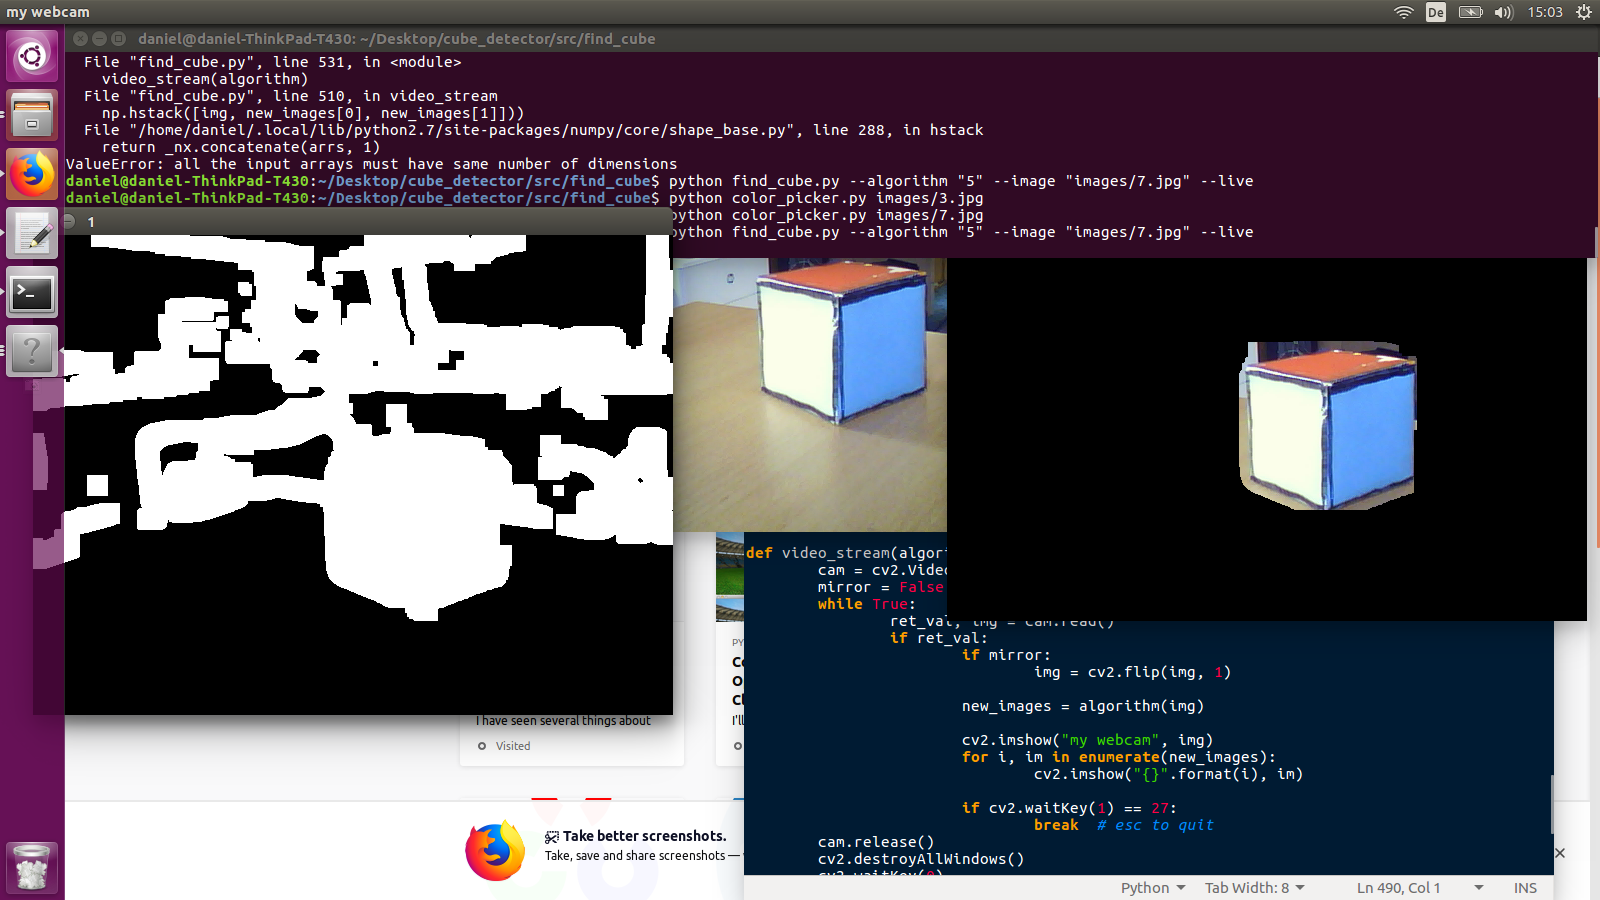 my webcam
De
15:03
daniel@daniel-ThinkPad-T430: ~/Desktop/cube_detector/src/find_cube
File "find_cube.py", line 531, in <module>
video_stream(algorithm)
File "find_cube.py", line 510, in video_stream
np.hstack([img, new_images[0], new_images[1]]))
File "/home/daniel/.local/lib/python2.7/site-packages/numpy/core/shape_base.py", line 288, in hstack
return _nx.concatenate(arrs, 1)
ValueError: all the input arrays must have same number of dimensions
daniel@daniel-ThinkPad-T430:~/Desktop/cube_detector/src/find_cube$ python find_cube.py --algorithm "5" --image "images/7.jpg" --live
daniel@daniel-ThinkPad-T430:~/Desktop/cube_detector/src/find_cube$ python color_picker.py images/3.jpg
python color_picker.py images/7.jpg
python find_cube.py --algorithm "5" --image "images/7.jpg" --live
1
def video_stream(algori
cam = cv2.Vide
mirror = False
while True:
ret_val, img = cam.read()
if ret_val:
if mirror:
img = cv2.flip(img, 1)
new_images = algorithm(img)
cv2.imshow("my webcam", img)
for i, im in enumerate(new_images):
cv2.imshow("{}".format(i), im)
if cv2.waitKey(1) == 27:
break # esc to quit
cam.release()
cv2.destroyAllWindows()
cv2.waitKey(0)
PY
Co
O
Cl
I have seen several things about
I'll
Visited
Take better screenshots.
Take, save and share screenshots —
Python
Tab Width: 8
Ln 490, Col 1
INS